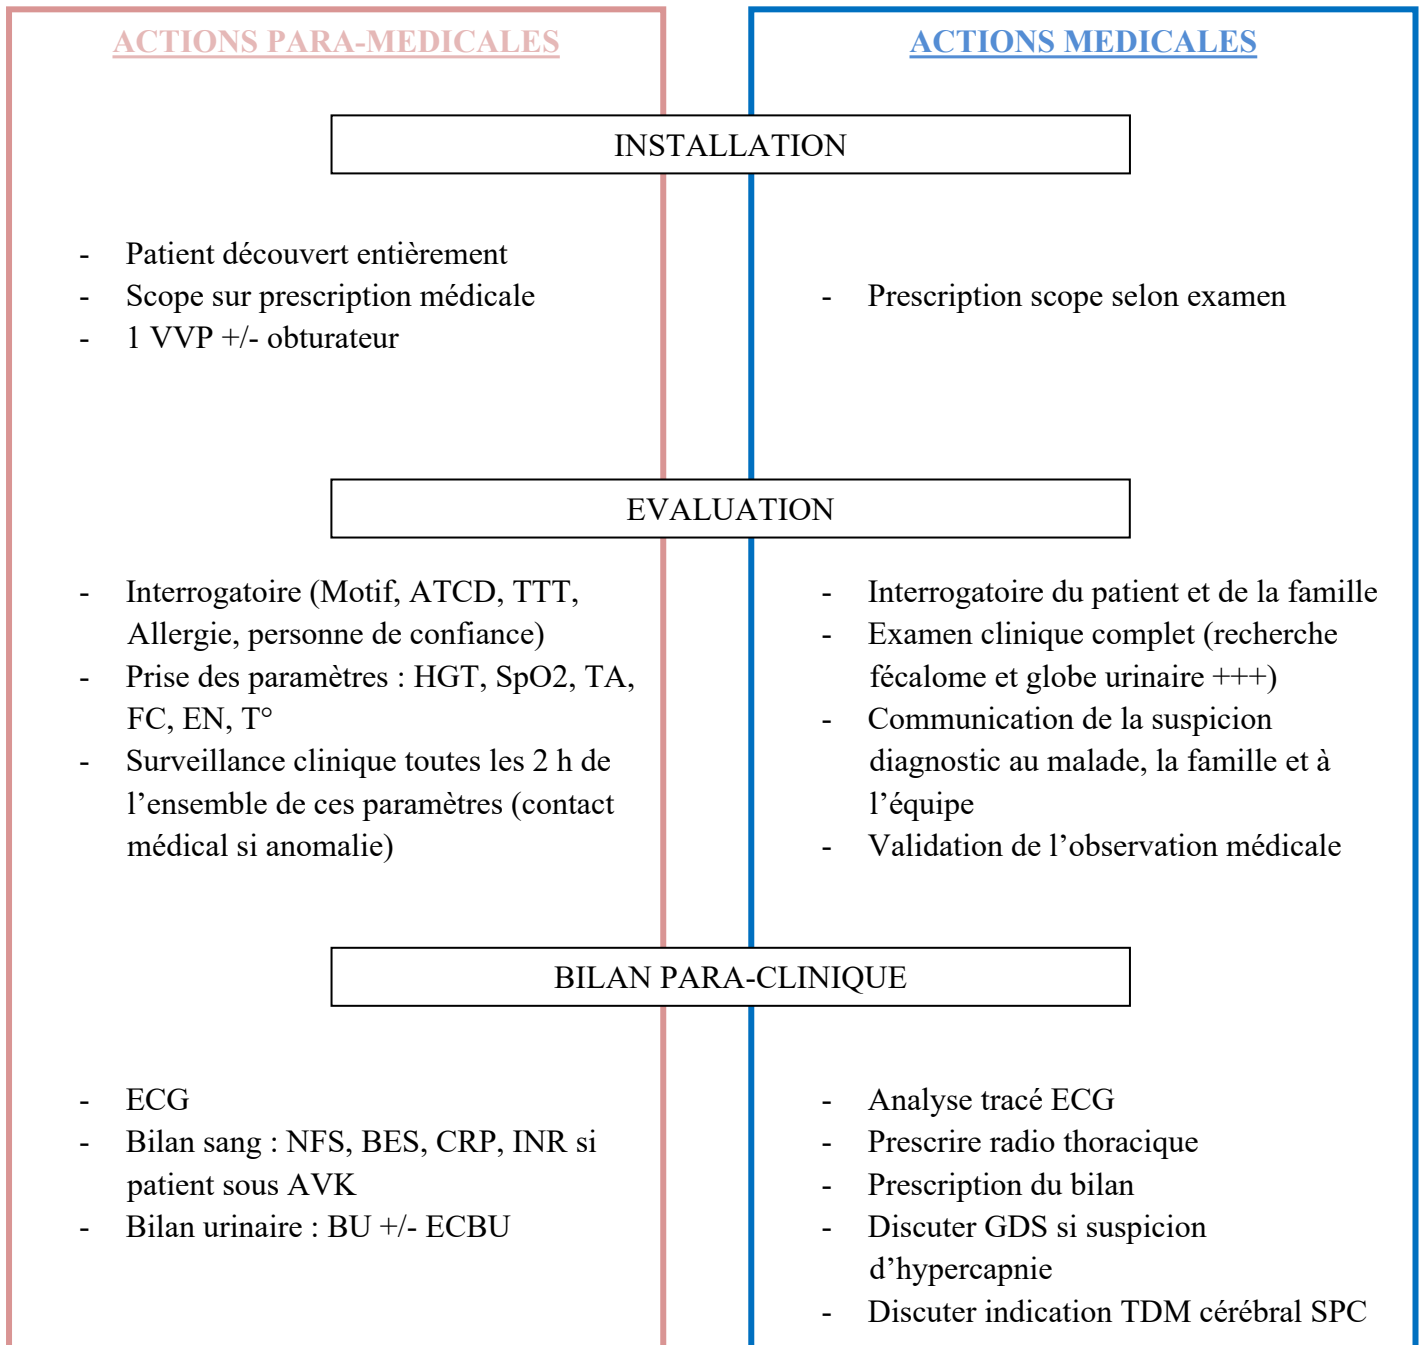 ACTIONS PARA-MEDICALES
ACTIONS MEDICALES
INSTALLATION
- Patient découvert entièrement
- Scope sur prescription médicale
- 1 VVP +/- obturateur
- Prescription scope selon examen
EVALUATION
- Interrogatoire (Motif, ATCD, TTT,
Allergie, personne de confiance)
- Prise des paramètres : HGT, SpO2, TA,
FC, EN, T°
- Surveillance clinique toutes les 2 h de
l’ensemble de ces paramètres (contact
médical si anomalie)
- Interrogatoire du patient et de la famille
- Examen clinique complet (recherche
fécalome et globe urinaire +++)
- Communication de la suspicion
diagnostic au malade, la famille et à
l’équipe
- Validation de l’observation médicale
BILAN PARA-CLINIQUE
- ECG
- Bilan sang : NFS, BES, CRP, INR si
patient sous AVK
- Bilan urinaire : BU +/- ECBU
- Analyse tracé ECG
- Prescrire radio thoracique
- Prescription du bilan
- Discuter GDS si suspicion
d’hypercapnie
- Discuter indication TDM cérébral SPC